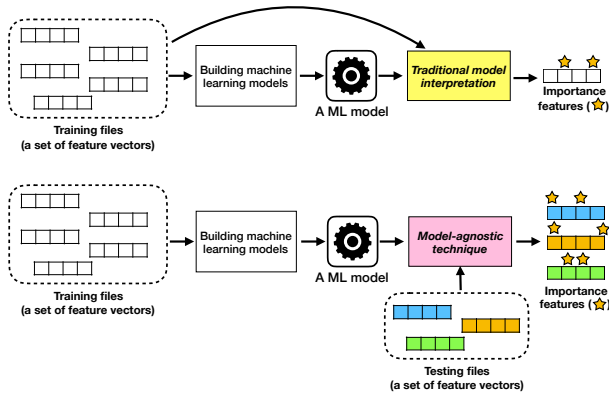 Training files
(a set of feature vectors)
Building machine
learning models
A ML model
Traditional model
interpretation
Importance
features (⭐)
Training files
(a set of feature vectors)
Building machine
learning models
A ML model
Model-agnostic
technique
Importance
features (⭐)
Testing files
(a set of feature vectors)